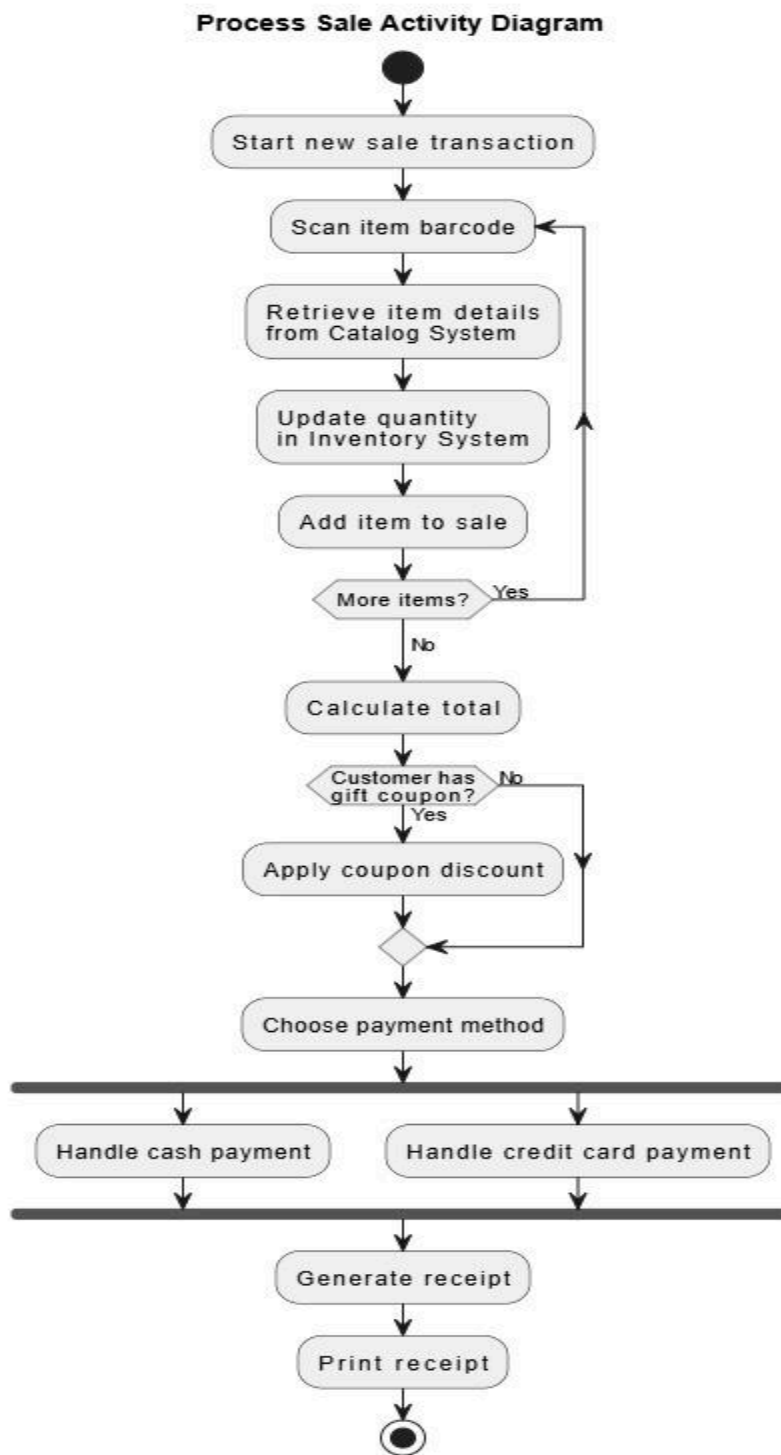 Process Sale Activity Diagram
Start new sale transaction
Scan item barcode
Retrieve item details
from Catalog System
Update quantity
in Inventory System
Add item to sale
More items?
Yes
No
Calculate total
Customer has
gift coupon?
No
Yes
Apply coupon discount
Choose payment method
Handle cash payment
Handle credit card payment
Generate receipt
Print receipt